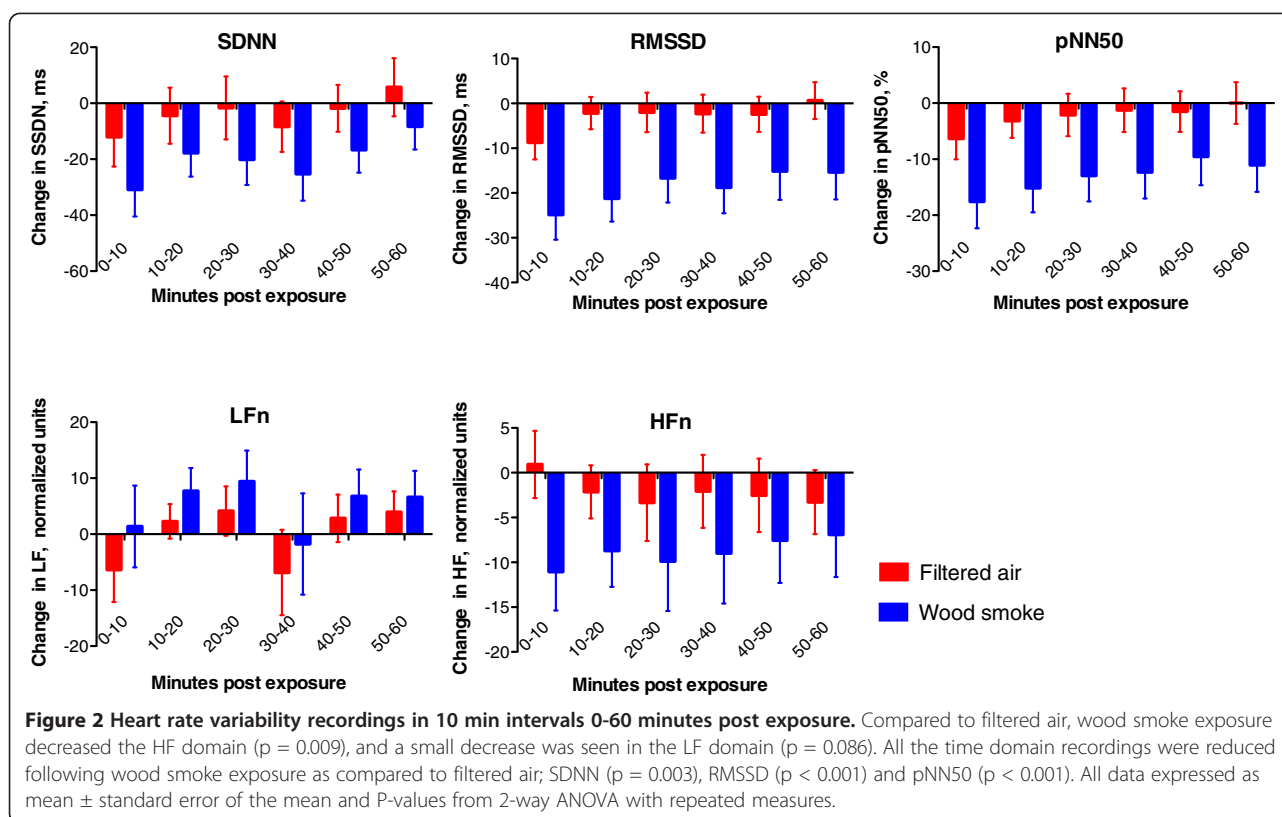 SDNN
Change in SSDN, ms
20
0
-20
-40
-60
0-10
10-20
20-30
30-40
40-50
50-60
Minutes post exposure
RMSSD
Change in RMSSD, ms
20
10
0
-10
-20
-30
-40
0-10
10-20
20-30
30-40
40-50
50-60
Minutes post exposure
pNN50
Change in pNN50, %
10
0
-10
-20
-30
0-10
10-20
20-30
30-40
40-50
50-60
Minutes post exposure
LFn
Change in LF, normalized units
20
10
0
-10
-20
0-10
10-20
20-30
30-40
40-50
50-60
Minutes post exposure
HFn
Change in HF, normalized units
5
0
-5
-10
-15
-20
0-10
10-20
20-30
30-40
40-50
50-60
Minutes post exposure
Filtered air
Wood smoke
Figure 2 Heart rate variability recordings in 10 min intervals 0-60 minutes post exposure. Compared to filtered air, wood smoke exposure
decreased the HF domain (p = 0.009), and a small decrease was seen in the LF domain (p = 0.086). All the time domain recordings were reduced
following wood smoke exposure as compared to filtered air; SDNN (p = 0.003), RMSSD (p < 0.001) and pNN50 (p < 0.001). All data expressed as
mean ± standard error of the mean and P-values from 2-way ANOVA with repeated measures.